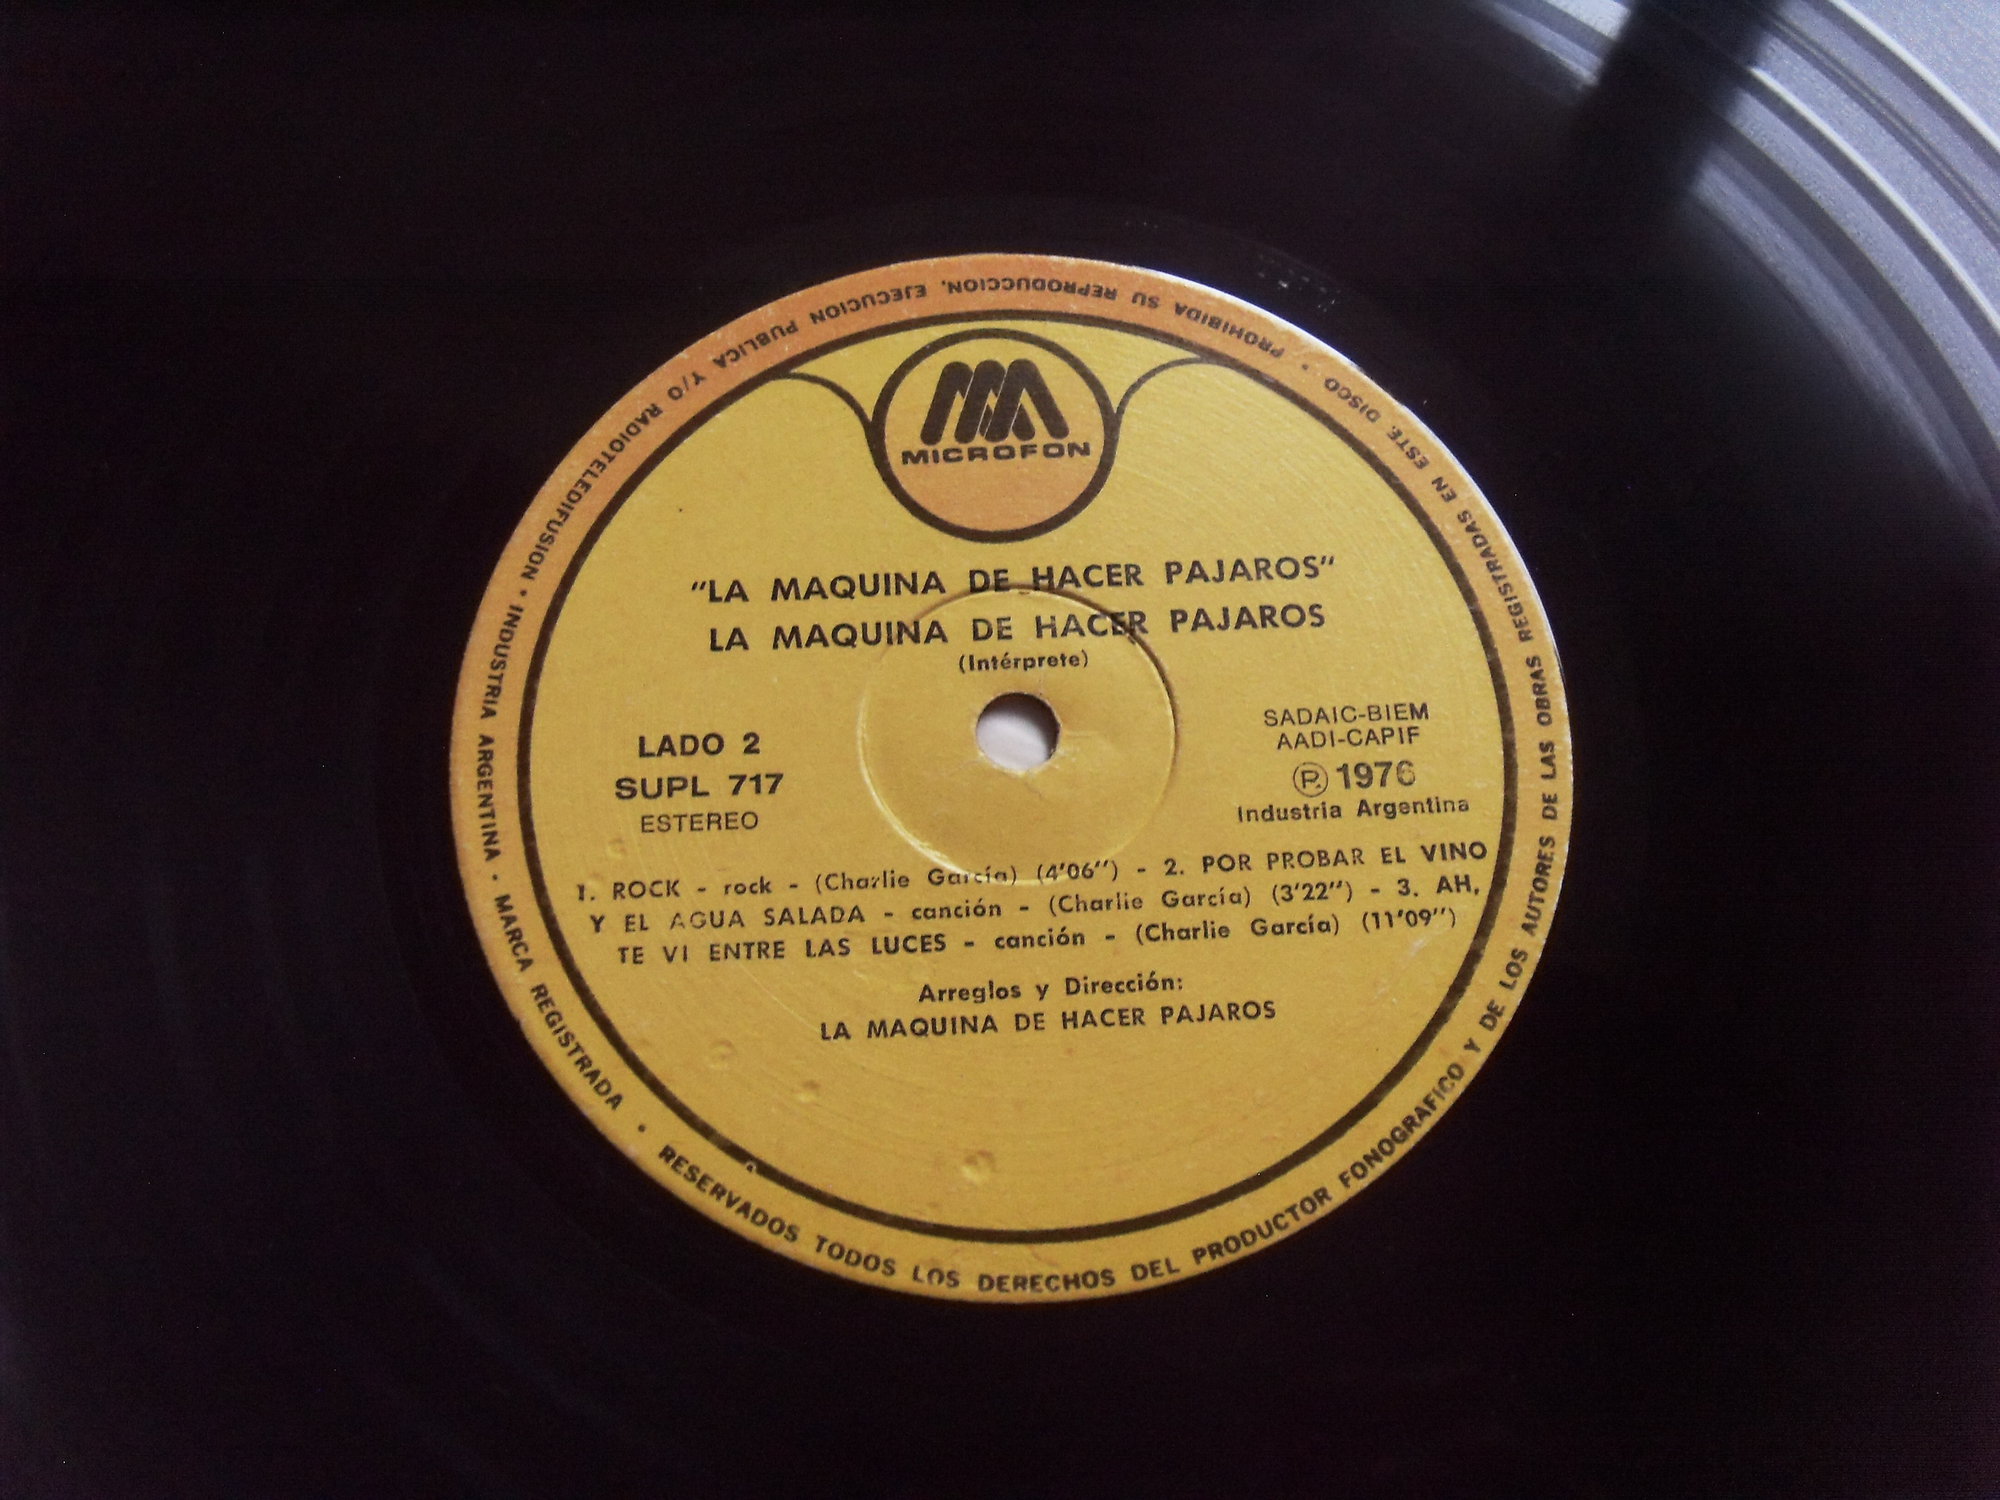 MICROFON
"LA MAQUINA DE HACER PAJAROS"
LA MAQUINA DE HACER PAJAROS
(Intérprete)
LADO 2
SUPL 717
ESTEREO
SADAIC-BIEM
AADI-CAPIF
Ⓟ 1976
Industria Argentina
1. ROCK - rock - (Charlie García) (4'06'') - 2. POR PROBAR EL VINO
Y EL AGUA SALADA - canción - (Charlie García) (3'22'') - 3. AH,
TE VI ENTRE LAS LUCES - canción - (Charlie García) (11'09'')
Arreglos y Dirección:
LA MAQUINA DE HACER PAJAROS
INDUSTRIA ARGENTINA • MARCA REGISTRADA • RESERVADOS TODOS LOS DERECHOS DEL PRODUCTOR FONOGRAFICO Y DE LOS AUTORES DE LAS OBRAS REGISTRADAS EN ESTE DISCO • PROHIBIDA SU REPRODUCCION, EJECUCION PUBLICA Y/O RADIOTELEDIFUSION •